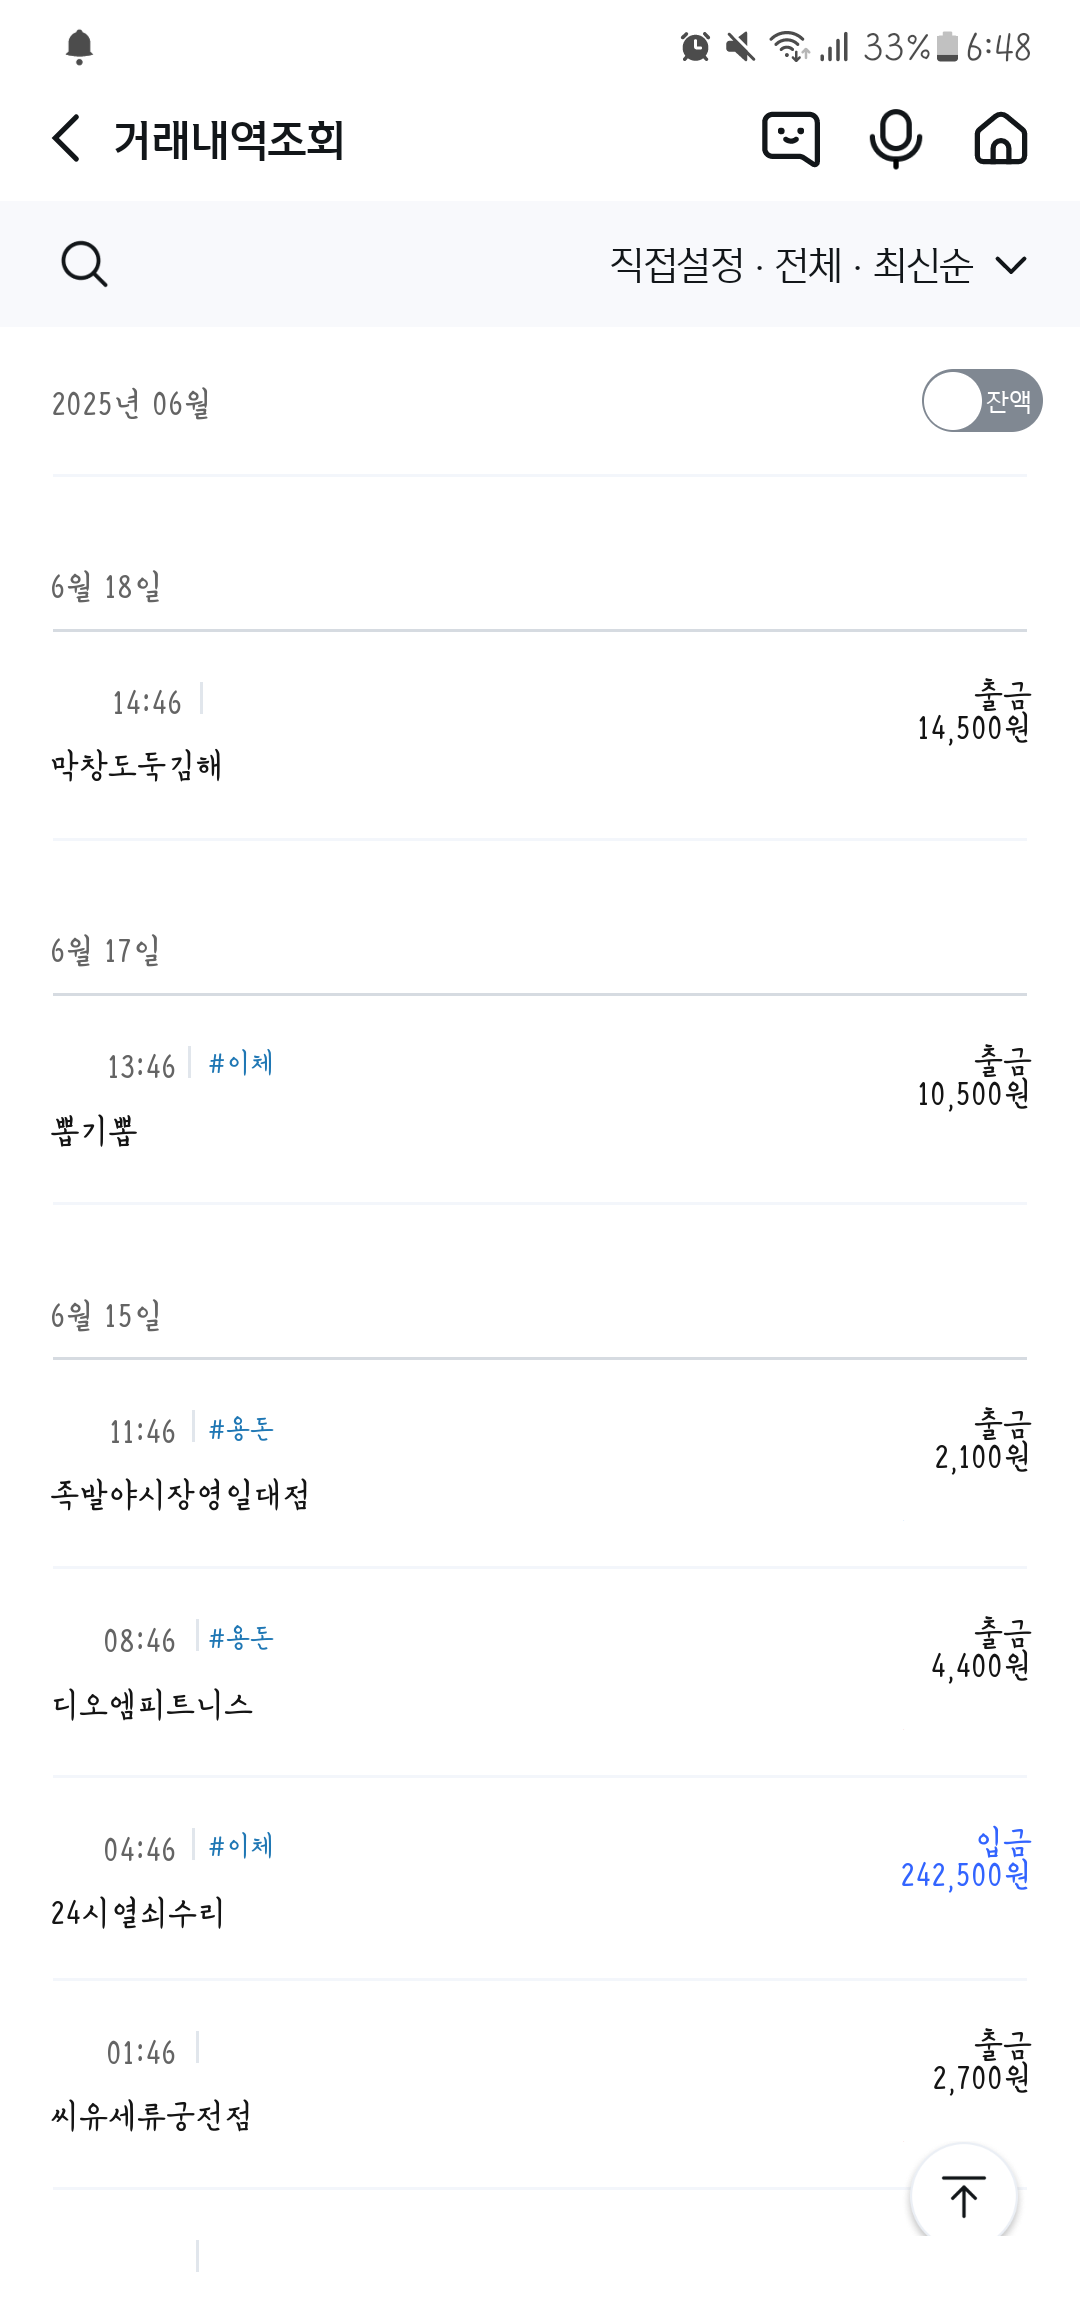 33% 6:48
거래내역조회
직접설정 · 전체 · 최신순
2025년 06월
잔액
6월 18일
14:46
출금
14,500원
막창도둑김해
6월 17일
13:46 #이체
출금
10,500원
뽑기뽑
6월 15일
11:46 #용돈
출금
2,100원
족발야시장영일대점
08:46 #용돈
출금
4,400원
디오엠피트니스
04:46 #이체
입금
242,500원
24시열쇠수리
01:46
출금
2,700원
씨유세류궁전점